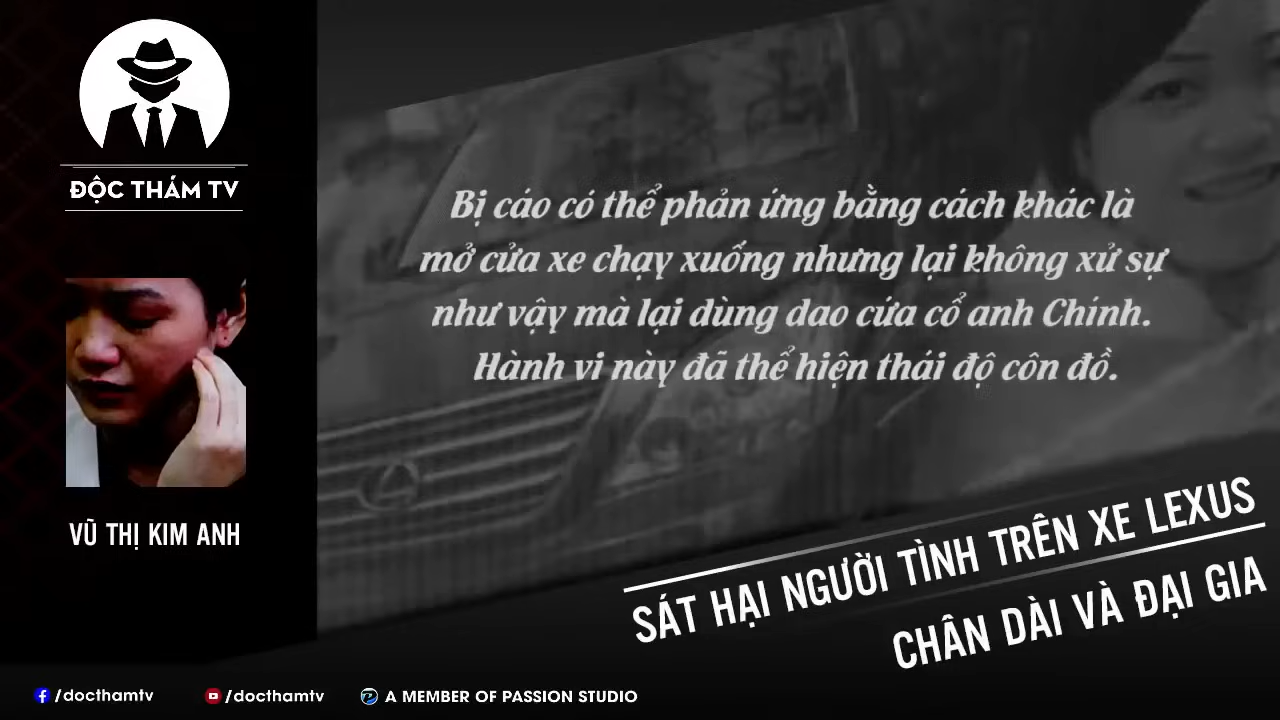 ĐỘC THÁM TV
VŨ THỊ KIM ANH
Bị cáo có thể phản ứng bằng cách khác là
mở cửa xe chạy xuống nhưng lại không xử sự
như vậy mà lại dùng dao cứa cổ anh Chính.
Hành vi này đã thể hiện thái độ côn đồ.
SÁT HẠI NGƯỜI TÌNH TRÊN XE LEXUS
CHÂN DÀI VÀ ĐẠI GIA
/docthamtv
/docthamtv
A MEMBER OF PASSION STUDIO